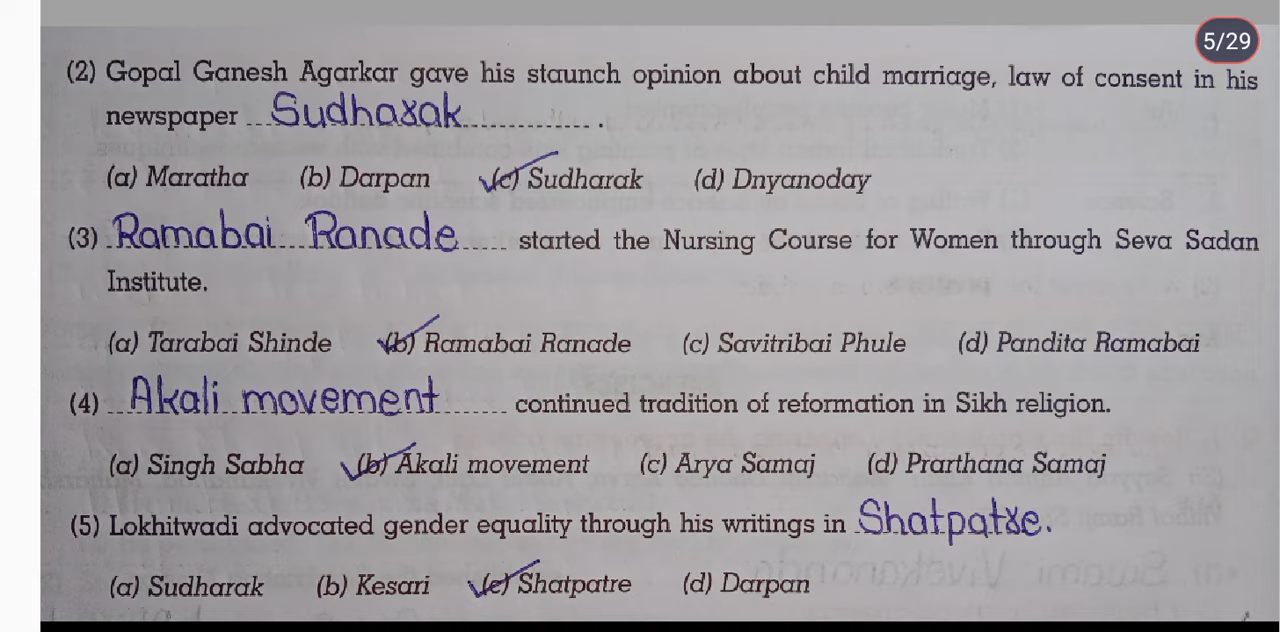 5/29
(2) Gopal Ganesh Agarkar gave his staunch opinion about child marriage, law of consent in his
newspaper Sudharak .
(a) Maratha (b) Darpan (c) Sudharak (d) Dnyanoday
(3) Ramabai Ranade started the Nursing Course for Women through Seva Sadan
Institute.
(a) Tarabai Shinde (b) Ramabai Ranade (c) Savitribai Phule (d) Pandita Ramabai
(4) Akali movement continued tradition of reformation in Sikh religion.
(a) Singh Sabha (b) Akali movement (c) Arya Samaj (d) Prarthana Samaj
(5) Lokhitwadi advocated gender equality through his writings in Shatpatre.
(a) Sudharak (b) Kesari (c) Shatpatre (d) Darpan